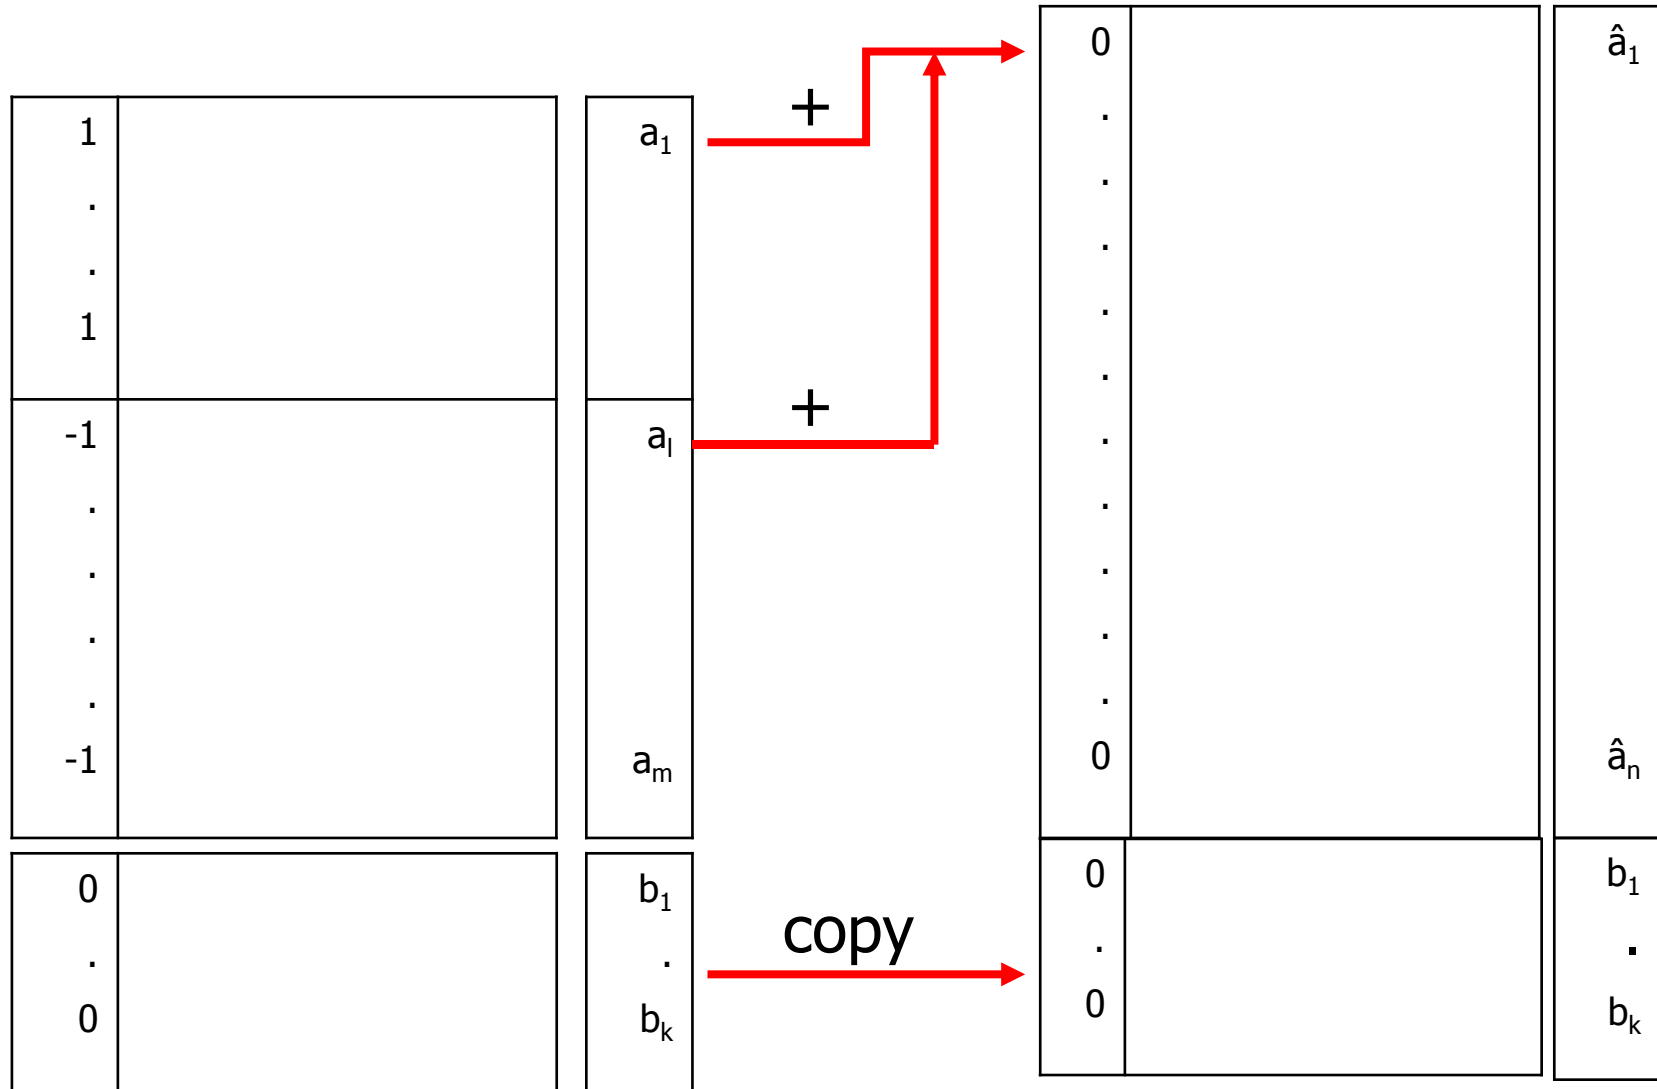 0 â1
+
.
1 a1
.
.
.
.
1
.
.
+
-1 al
.
.
.
.
.
.
.
.
-1 am
0 ân
0 b1
0 b1
copy
. .
. .
0 bk
0 bk